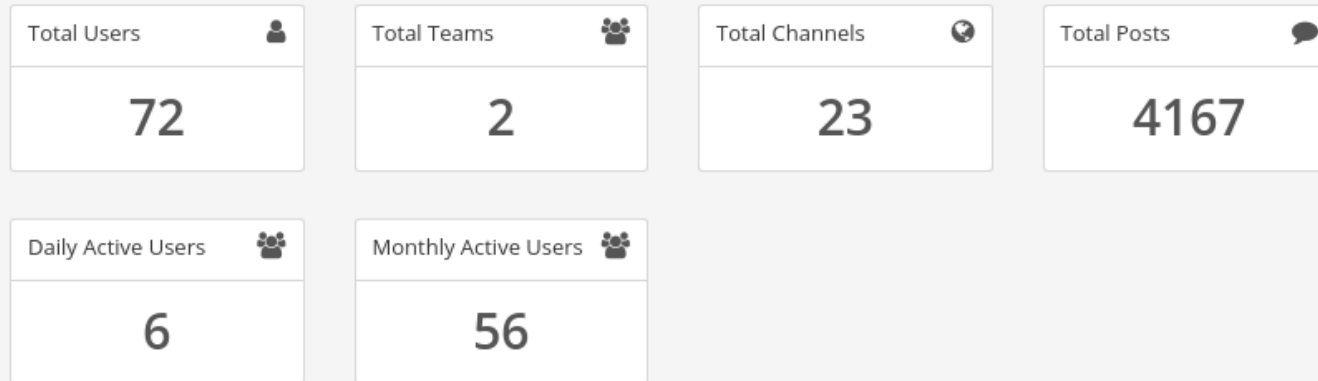 Total Users
Total Teams
Total Channels
Total Posts
72
2
23
4167
Daily Active Users
Monthly Active Users
6
56